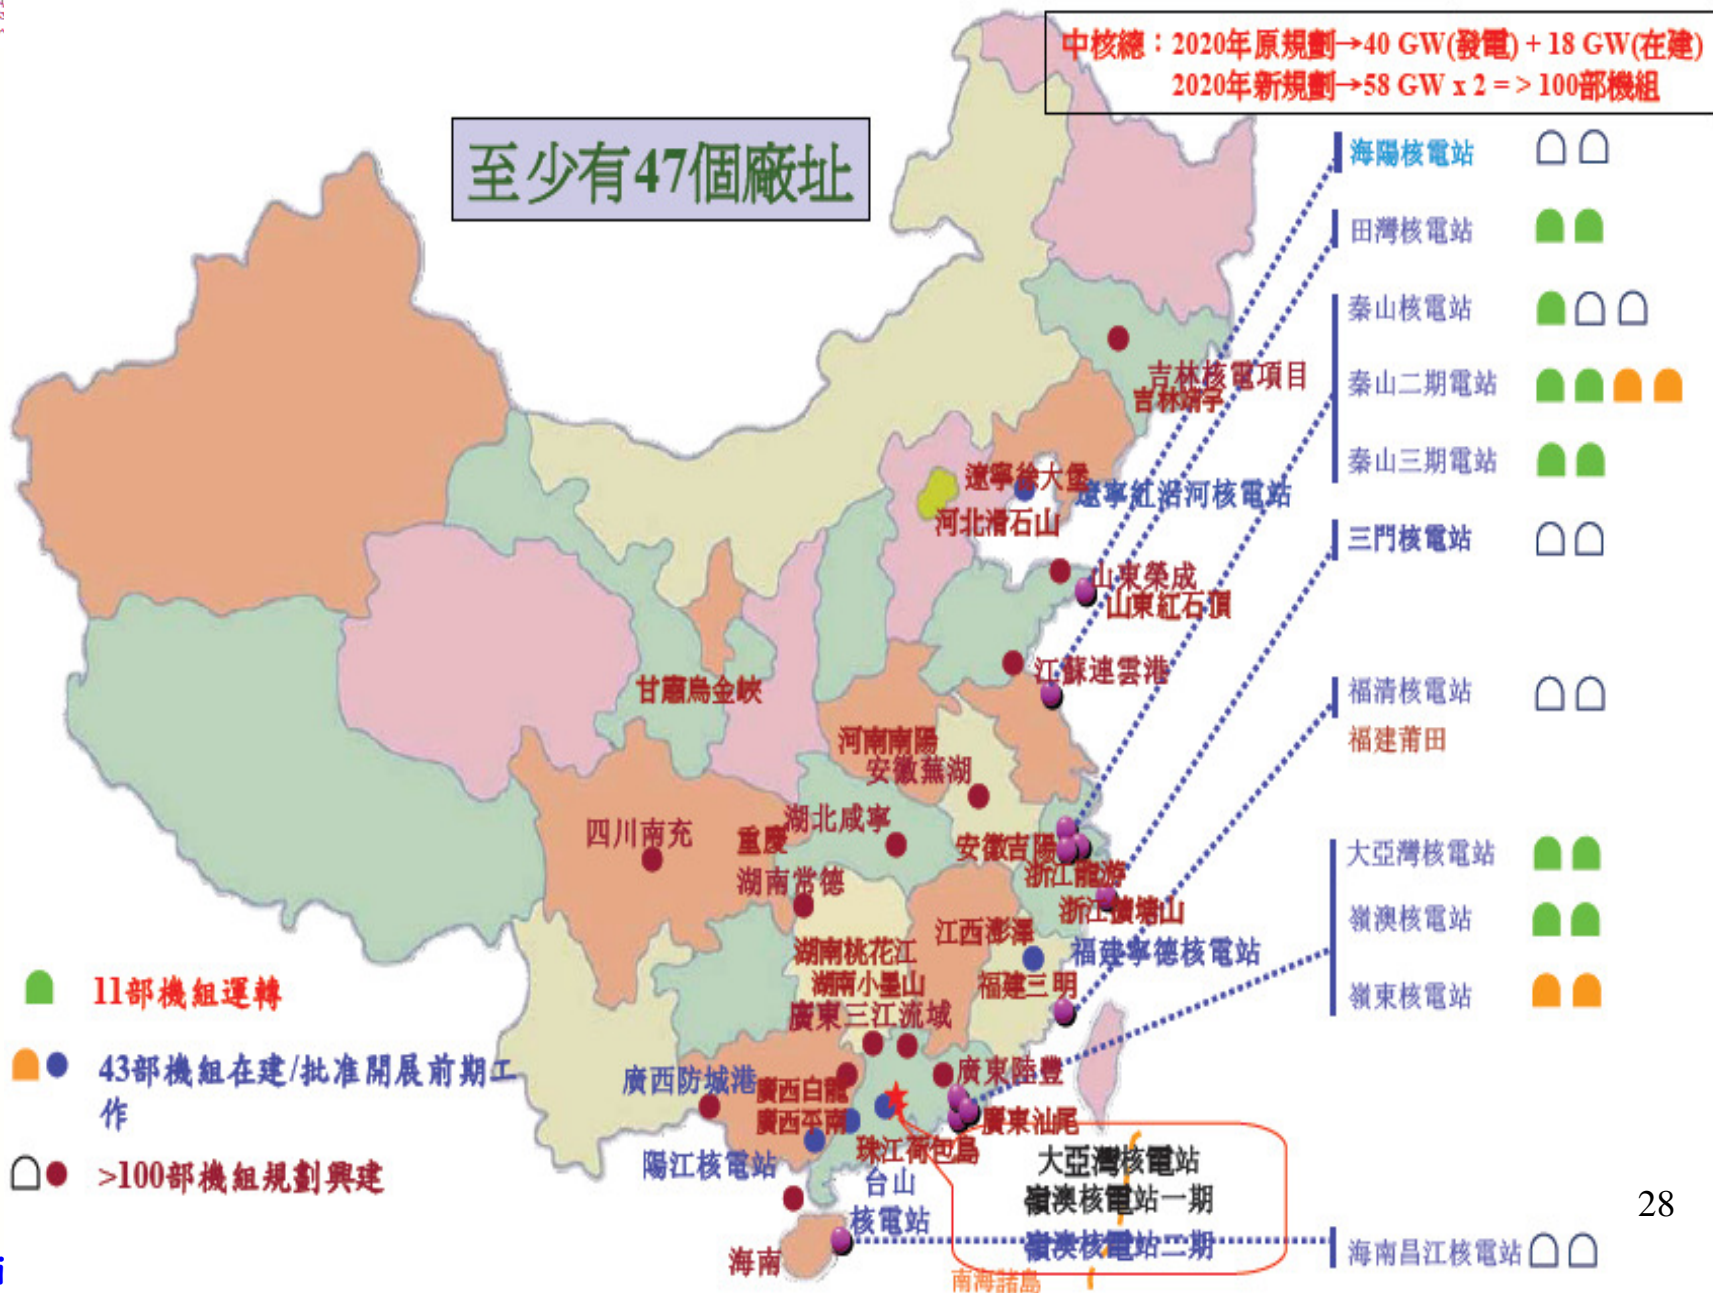 中核總：2020年原規劃→40 GW(發電) + 18 GW(在建)
2020年新規劃→58 GW x 2 = > 100部機組
至少有47個廠址
海陽核電站
田灣核電站
秦山核電站
秦山二期電站
秦山三期電站
三門核電站
福清核電站
福建莆田
大亞灣核電站
嶺澳核電站
嶺東核電站
海南昌江核電站
吉林核電項目
吉林靖宇
遼寧徐大堡
遼寧紅沿河核電站
河北滑石山
山東榮成
山東紅石頂
江蘇連雲港
甘肅烏金峽
河南南陽
安徽蕪湖
湖北咸寧
四川南充
重慶
安徽吉陽
浙江龍游
湖南常德
浙江擴塘山
江西澎澤
湖南桃花江
福建寧德核電站
湖南小墨山
福建三明
廣東三江流域
廣東陸豐
廣西防城港
廣西白龍
廣西平南
廣東汕尾
珠江荷包島
陽江核電站
台山
核電站
海南
大亞灣核電站
嶺澳核電站一期
嶺澳核電站二期
南海諸島
11部機組運轉
43部機組在建/批准開展前期工
作
>100部機組規劃興建
28